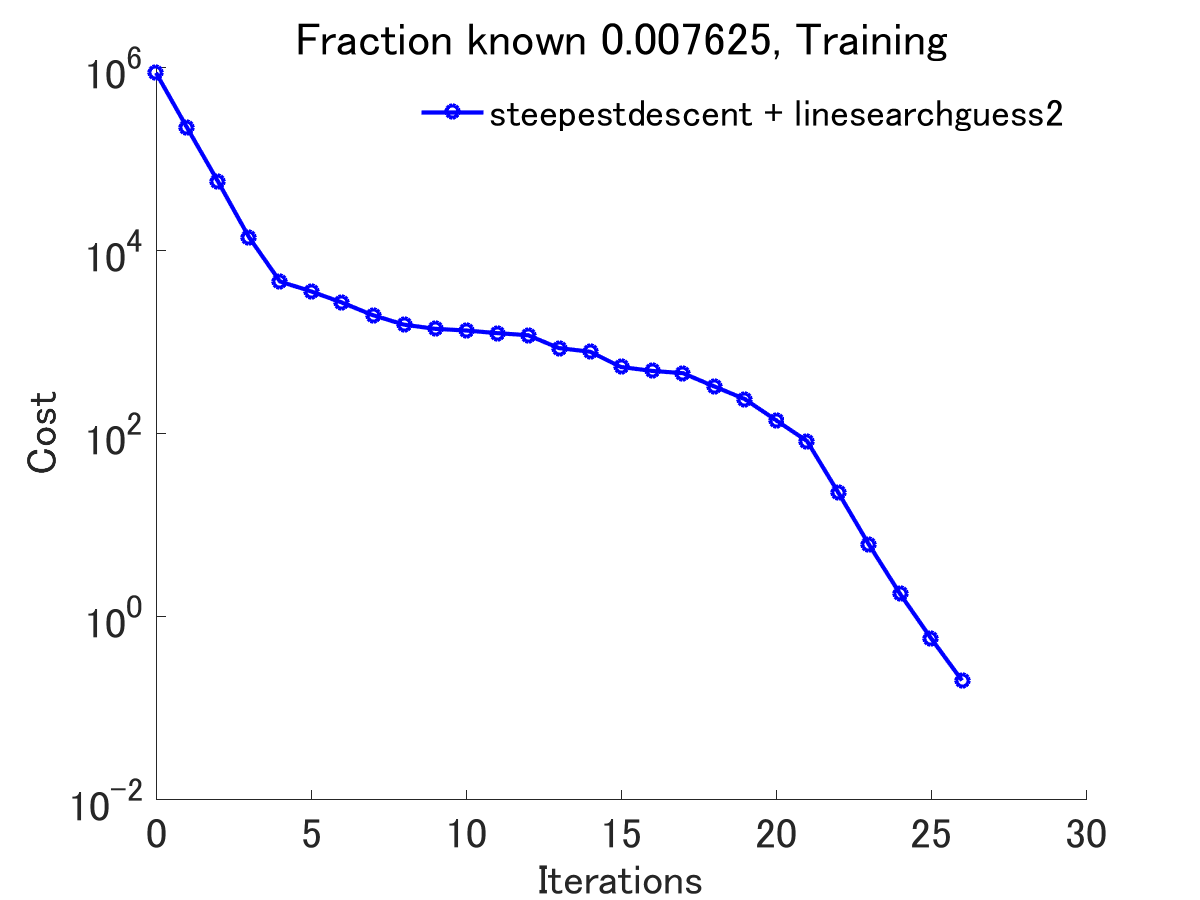 Fraction known 0.007625, Training
steepestdescent + linesearchguess2
10^6
10^4
10^2
10^0
10^-2
Cost
0 5 10 15 20 25 30
Iterations